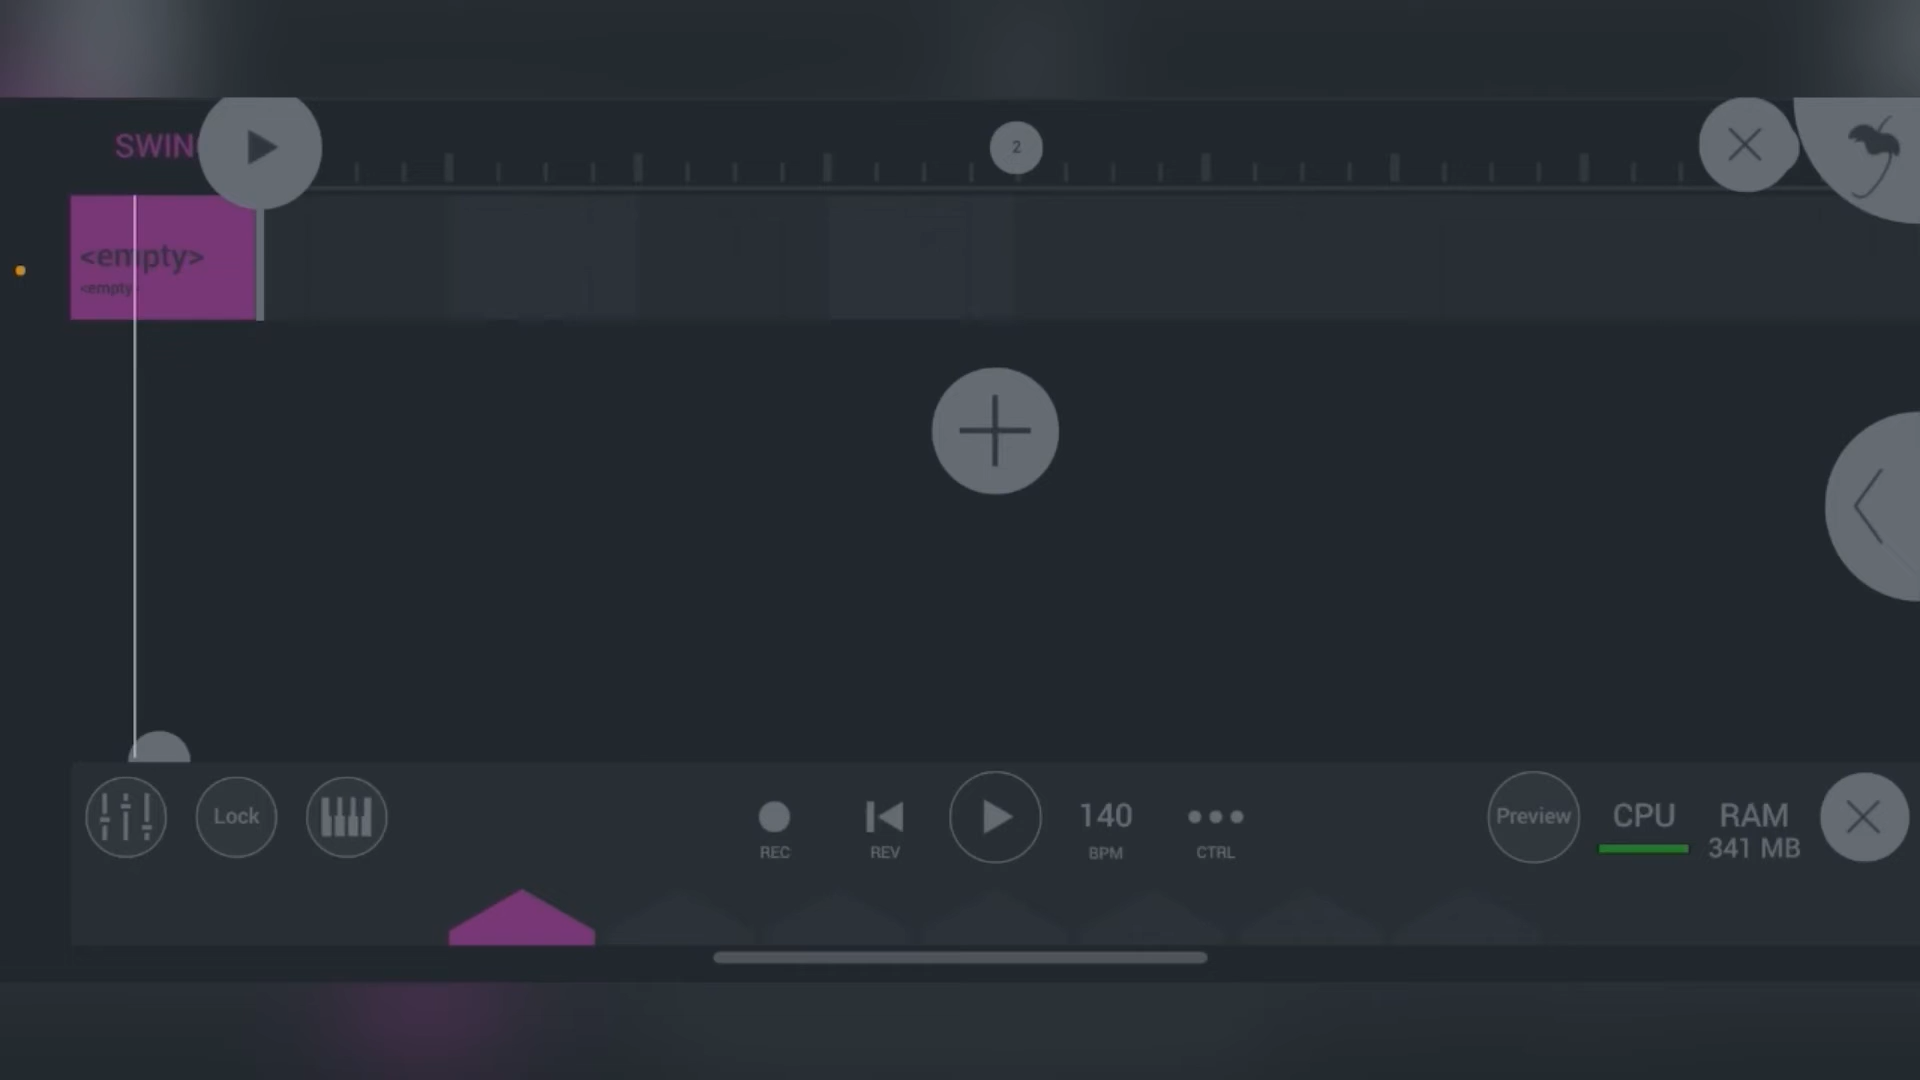 SWIN
2
<empty>
<empty
Lock
REC
REV
140
BPM
CTRL
Preview
CPU
RAM
341 MB